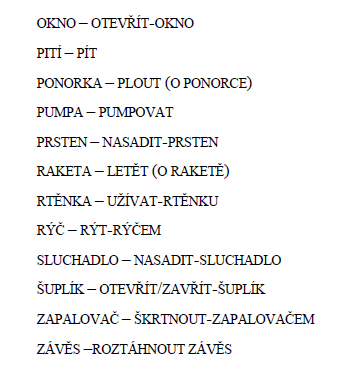 OKNO – OTEVŘÍT-OKNO
PITÍ – PÍT
PONORKA – PLOUT (O PONORCE)
PUMPA – PUMPOVAT
PRSTEN – NASADIT-PRSTEN
RAKETA – LETĚT (O RAKETĚ)
RTĚNKA – UŽÍVAT-RTĚNKU
RÝČ – RÝT-RÝČEM
SLUCHADLO – NASADIT-SLUCHADLO
ŠUPLÍK – OTEVŘÍT/ZAVŘÍT-ŠUPLÍK
ZAPALOVAČ – ŠKRTNOUT-ZAPALOVAČEM
ZÁVĚS –ROZTÁHNOUT ZÁVĚS